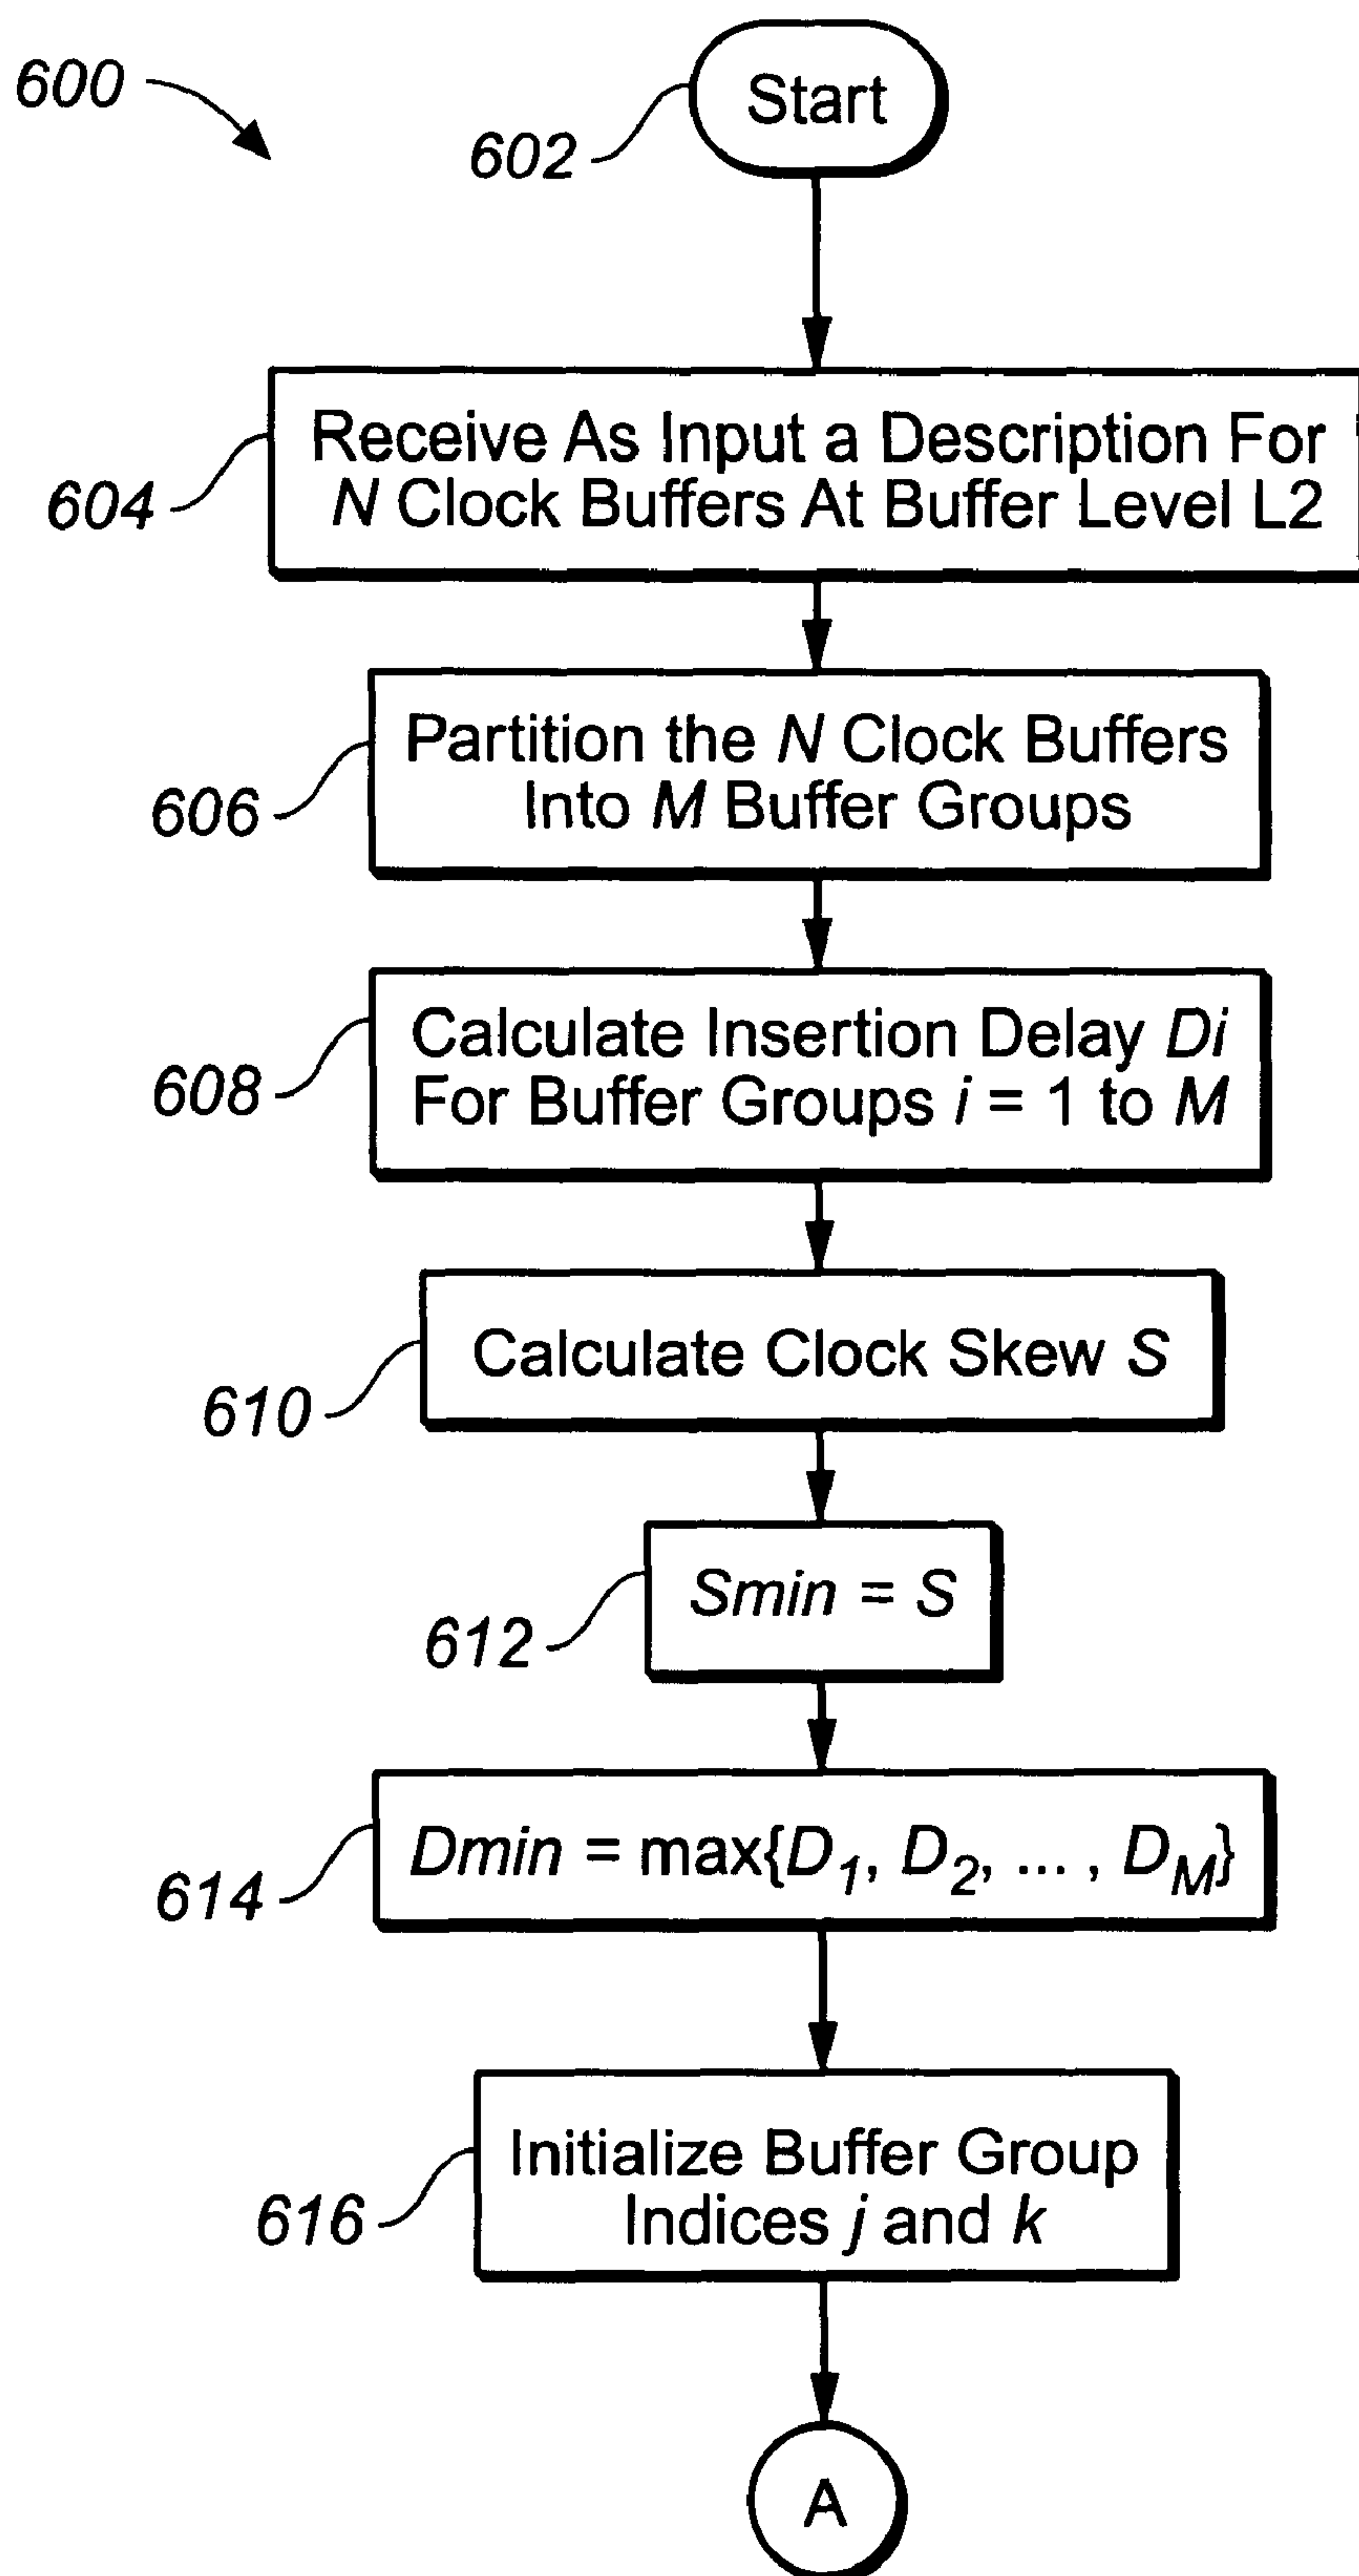 600
Start
602
Receive As Input a Description For
N Clock Buffers At Buffer Level L2
604
Partition the N Clock Buffers
Into M Buffer Groups
606
Calculate Insertion Delay Di
For Buffer Groups i = 1 to M
608
Calculate Clock Skew S
610
Smin = S
612
Dmin = max{D1, D2, ... , DM}
614
Initialize Buffer Group
Indices j and k
616
A